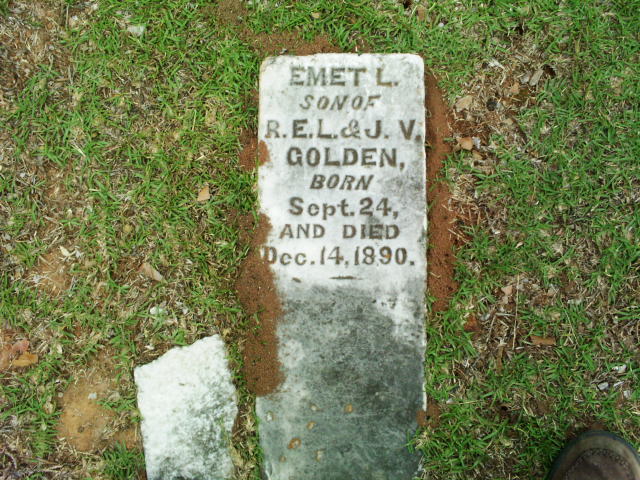 EMET L.
SON OF
R.E.L. & J. V.
GOLDEN,
BORN
Sept. 24,
AND DIED
Dec. 14, 1890.